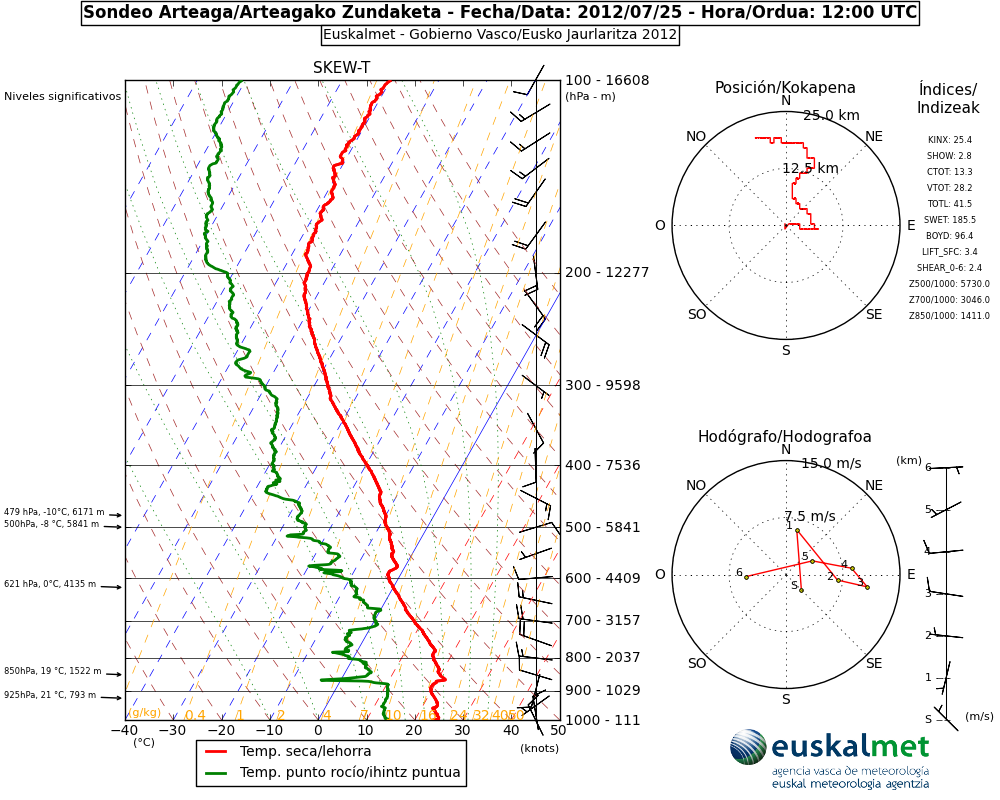 Sondeo Arteaga/Arteagako Zundaketa - Fecha/Data: 2012/07/25 - Hora/Ordua: 12:00 UTC
Euskalmet - Gobierno Vasco/Eusko Jaurlaritza 2012
SKEW-T
Niveles significativos
100 - 16608
(hPa - m)
200 - 12277
300 - 9598
400 - 7536
479 hPa, -10°C, 6171 m
500hPa, -8 °C, 5841 m
500 - 5841
621 hPa, 0°C, 4135 m
600 - 4409
700 - 3157
800 - 2037
850hPa, 19 °C, 1522 m
900 - 1029
925hPa, 21 °C, 793 m
1000 - 111
(g/kg) 0.4 1 2 4 7 10 16 24 32 40 50
−40 −30 −20 −10 0 10 20 30 40 50
(°C)
(knots)
Temp. seca/lehorra
Temp. punto rocío/ihintz puntua
Posición/Kokapena
N
25.0 km
NO
NE
12.5 km
O
E
SO
SE
S
Índices/
Indizeak
KINX: 25.4
SHOW: 2.8
CTOT: 13.3
VTOT: 28.2
TOTL: 41.5
SWET: 185.5
BOYD: 96.4
LIFT_SFC: 3.4
SHEAR_0-6: 2.4
Z500/1000: 5730.0
Z700/1000: 3046.0
Z850/1000: 1411.0
Hodógrafo/Hodografoa
N
15.0 m/s
NO
NE
7.5 m/s
1
5
4
6
2
3
S
O
E
SO
SE
S
(km)
6
5
4
3
2
1
S
(m/s)
euskalmet
agencia vasca de meteorología
euskal meteorologia agentzia